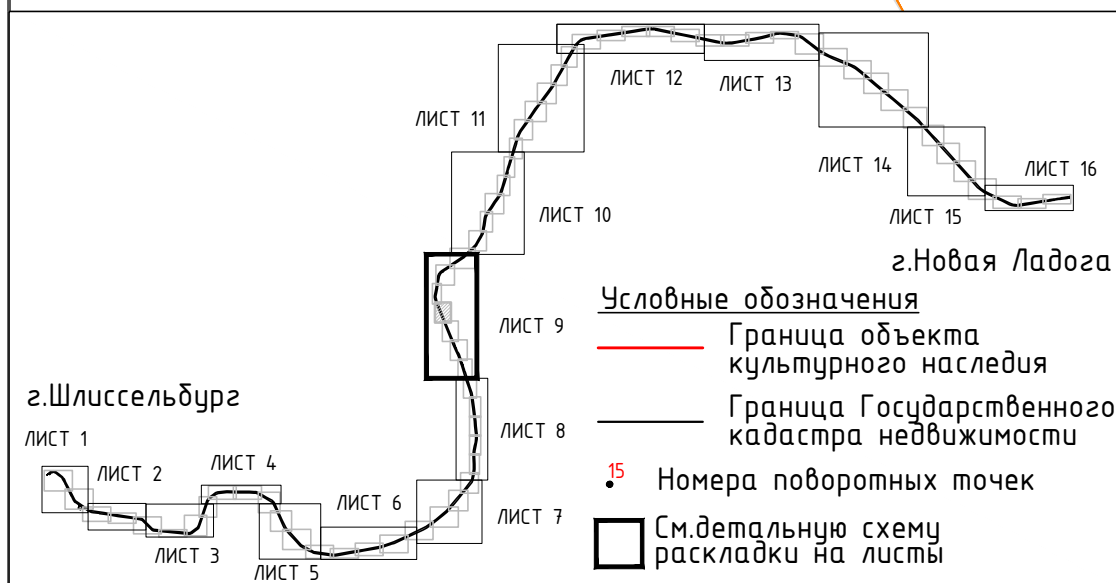 ЛИСТ 12
ЛИСТ 13
ЛИСТ 11
ЛИСТ 14
ЛИСТ 16
ЛИСТ 15
ЛИСТ 10
г.Новая Ладога
ЛИСТ 9
Условные обозначения
Граница объекта
культурного наследия
Граница Государственного
кадастра недвижимости
15
Номера поворотных точек
См.детальную схему
раскладки на листы
г.Шлиссельбург
ЛИСТ 1
ЛИСТ 2
ЛИСТ 3
ЛИСТ 4
ЛИСТ 5
ЛИСТ 6
ЛИСТ 7
ЛИСТ 8